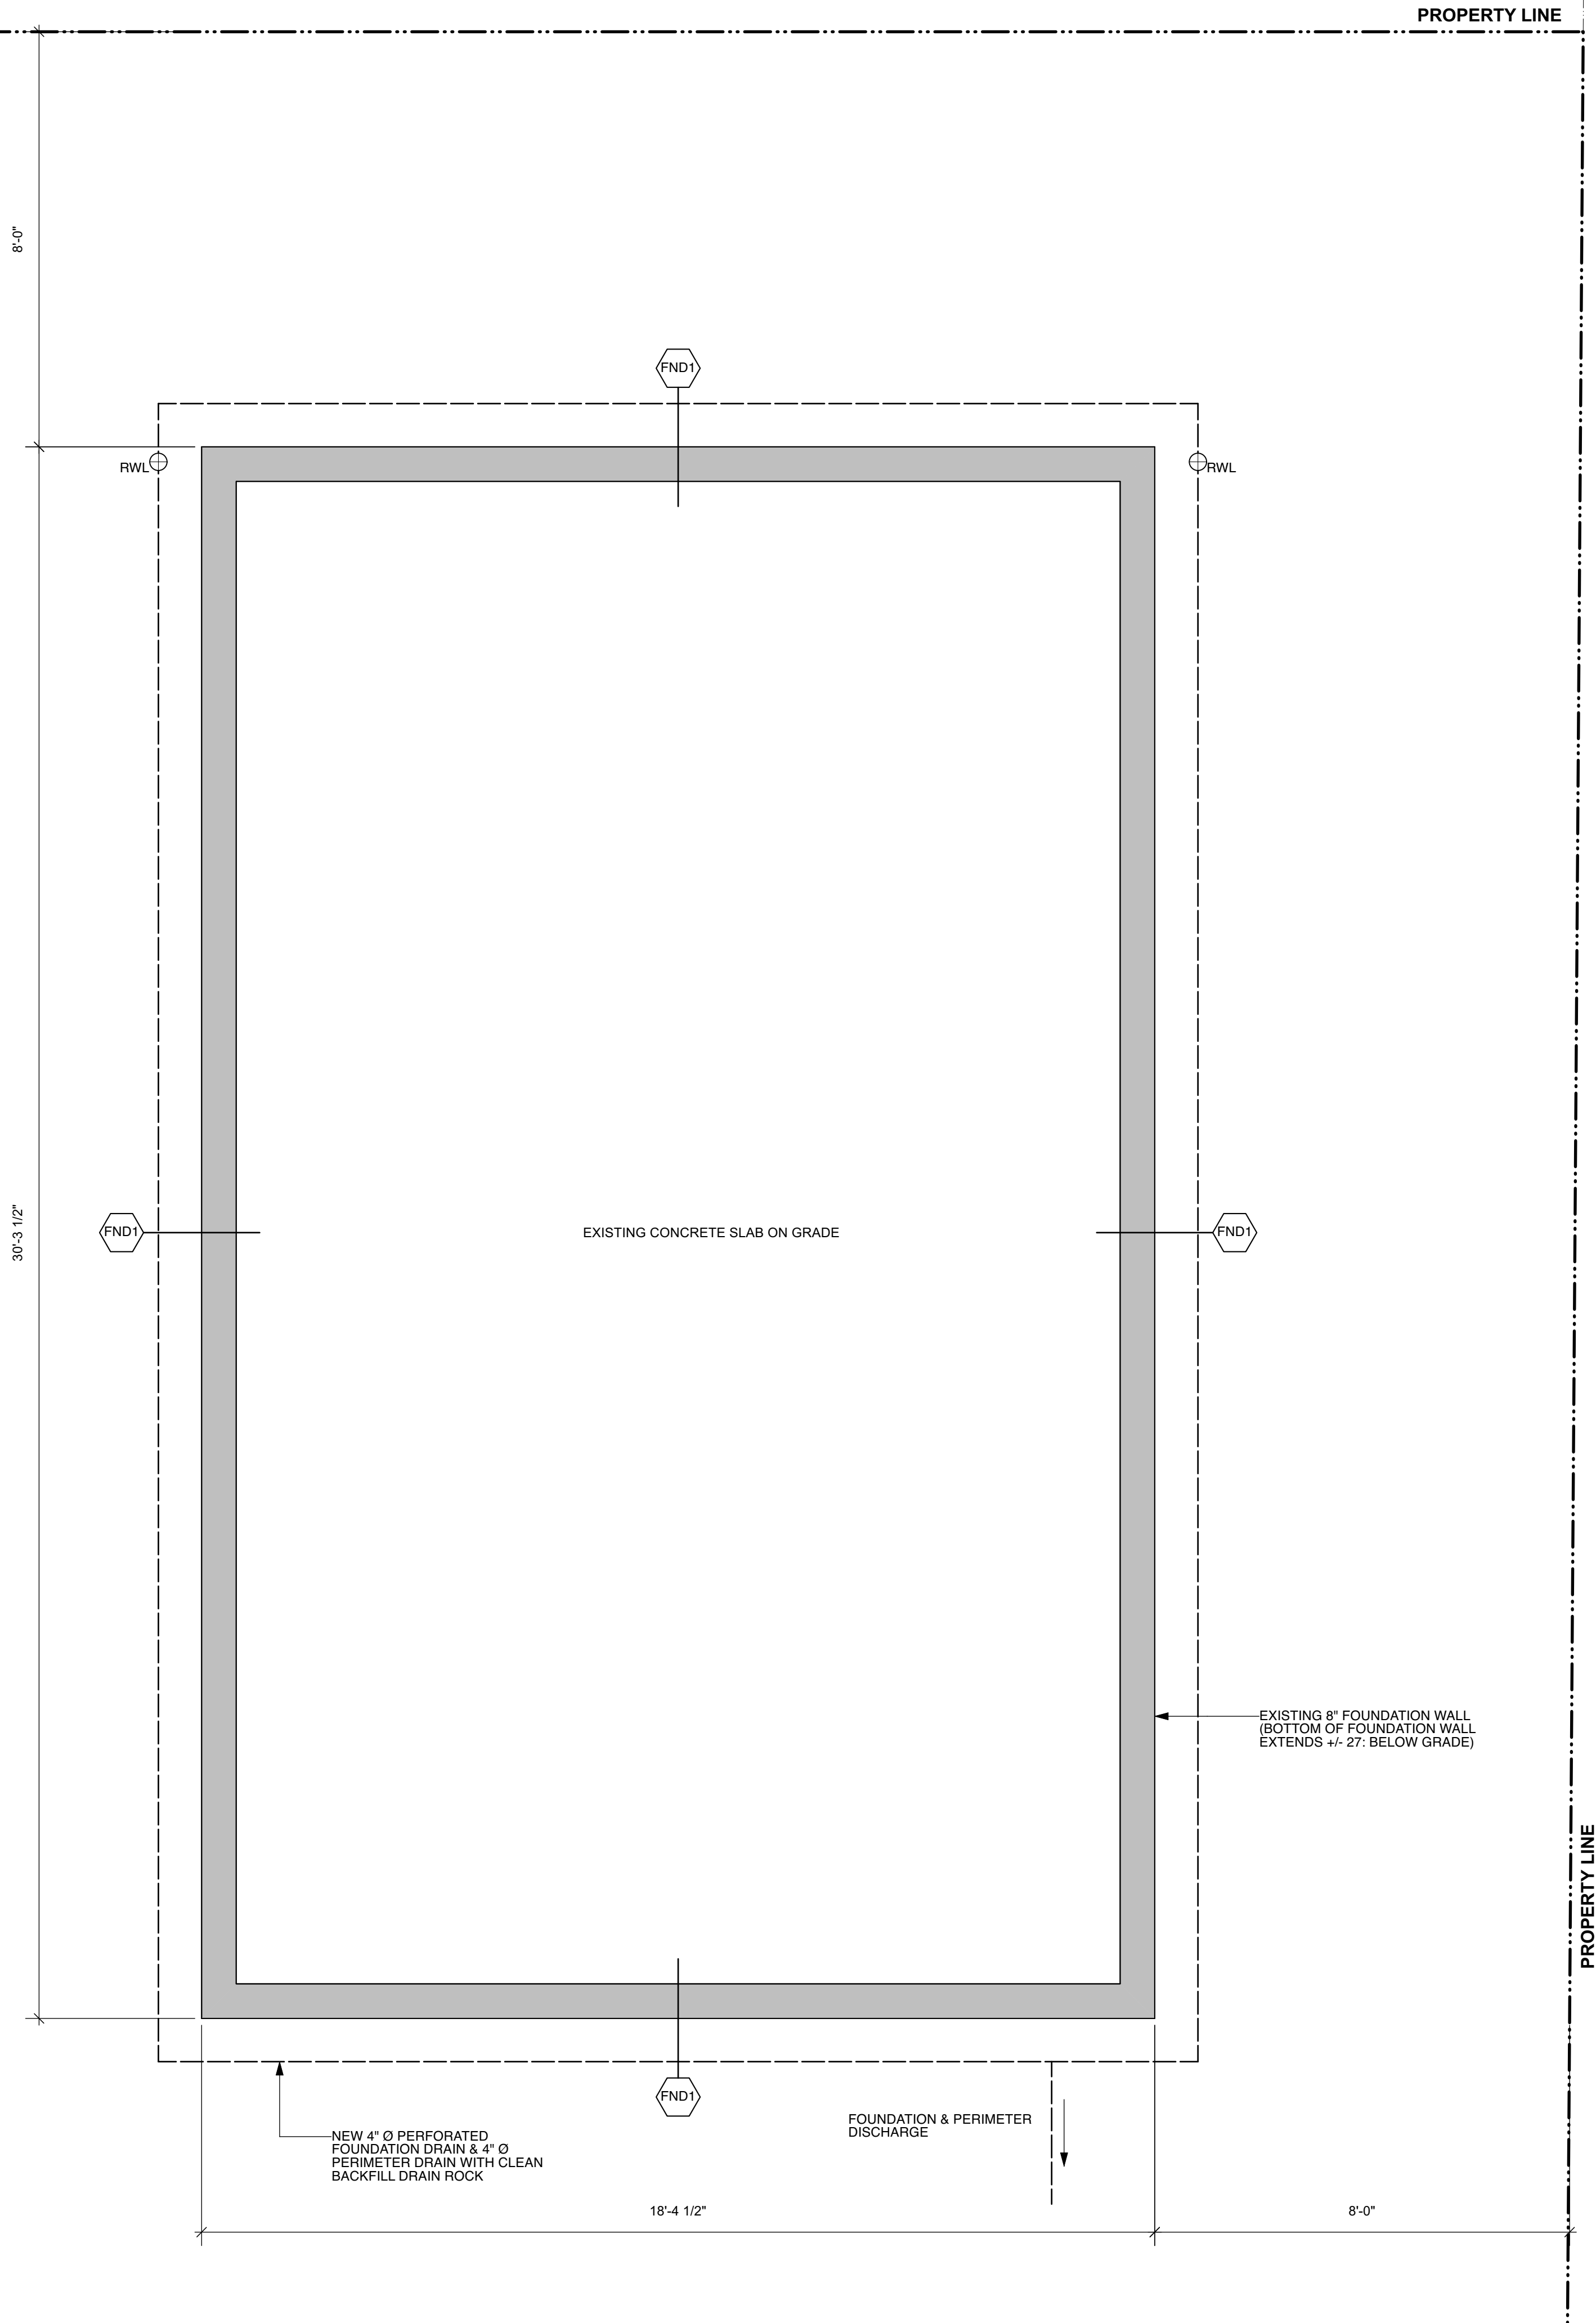 PROPERTY LINE
8'-0"
FND1
RWL
RWL
30'-3 1/2"
FND1
EXISTING CONCRETE SLAB ON GRADE
FND1
EXISTING 8" FOUNDATION WALL
(BOTTOM OF FOUNDATION WALL
EXTENDS +/- 27: BELOW GRADE)
PROPERTY LINE
FND1
NEW 4" Ø PERFORATED
FOUNDATION DRAIN & 4" Ø
PERIMETER DRAIN WITH CLEAN
BACKFILL DRAIN ROCK
FOUNDATION & PERIMETER
DISCHARGE
18'-4 1/2"
8'-0"